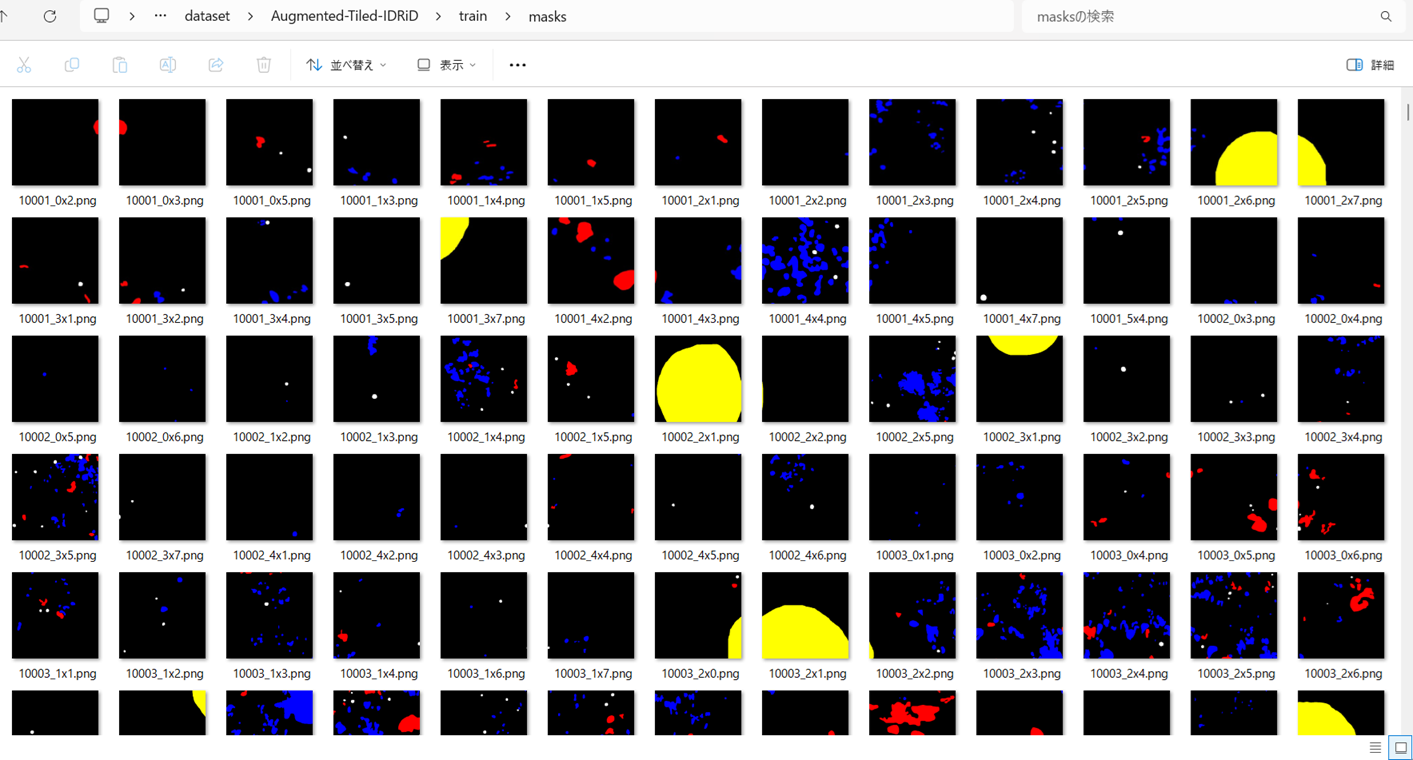 dataset > Augmented-Tiled-IDRiD > train > masks
masksの検索
並べ替え
表示
詳細
10001_0x2.png 10001_0x3.png 10001_0x5.png 10001_1x3.png 10001_1x4.png 10001_1x5.png 10001_2x1.png 10001_2x2.png 10001_2x3.png 10001_2x4.png 10001_2x5.png 10001_2x6.png 10001_2x7.png
10001_3x1.png 10001_3x2.png 10001_3x4.png 10001_3x5.png 10001_3x7.png 10001_4x2.png 10001_4x3.png 10001_4x4.png 10001_4x5.png 10001_4x7.png 10001_5x4.png 10002_0x3.png 10002_0x4.png
10002_0x5.png 10002_0x6.png 10002_1x2.png 10002_1x3.png 10002_1x4.png 10002_1x5.png 10002_2x1.png 10002_2x2.png 10002_2x5.png 10002_3x1.png 10002_3x2.png 10002_3x3.png 10002_3x4.png
10002_3x5.png 10002_3x7.png 10002_4x1.png 10002_4x2.png 10002_4x3.png 10002_4x4.png 10002_4x5.png 10002_4x6.png 10003_0x1.png 10003_0x2.png 10003_0x4.png 10003_0x5.png 10003_0x6.png
10003_1x1.png 10003_1x2.png 10003_1x3.png 10003_1x4.png 10003_1x6.png 10003_1x7.png 10003_2x0.png 10003_2x1.png 10003_2x2.png 10003_2x3.png 10003_2x4.png 10003_2x5.png 10003_2x6.png